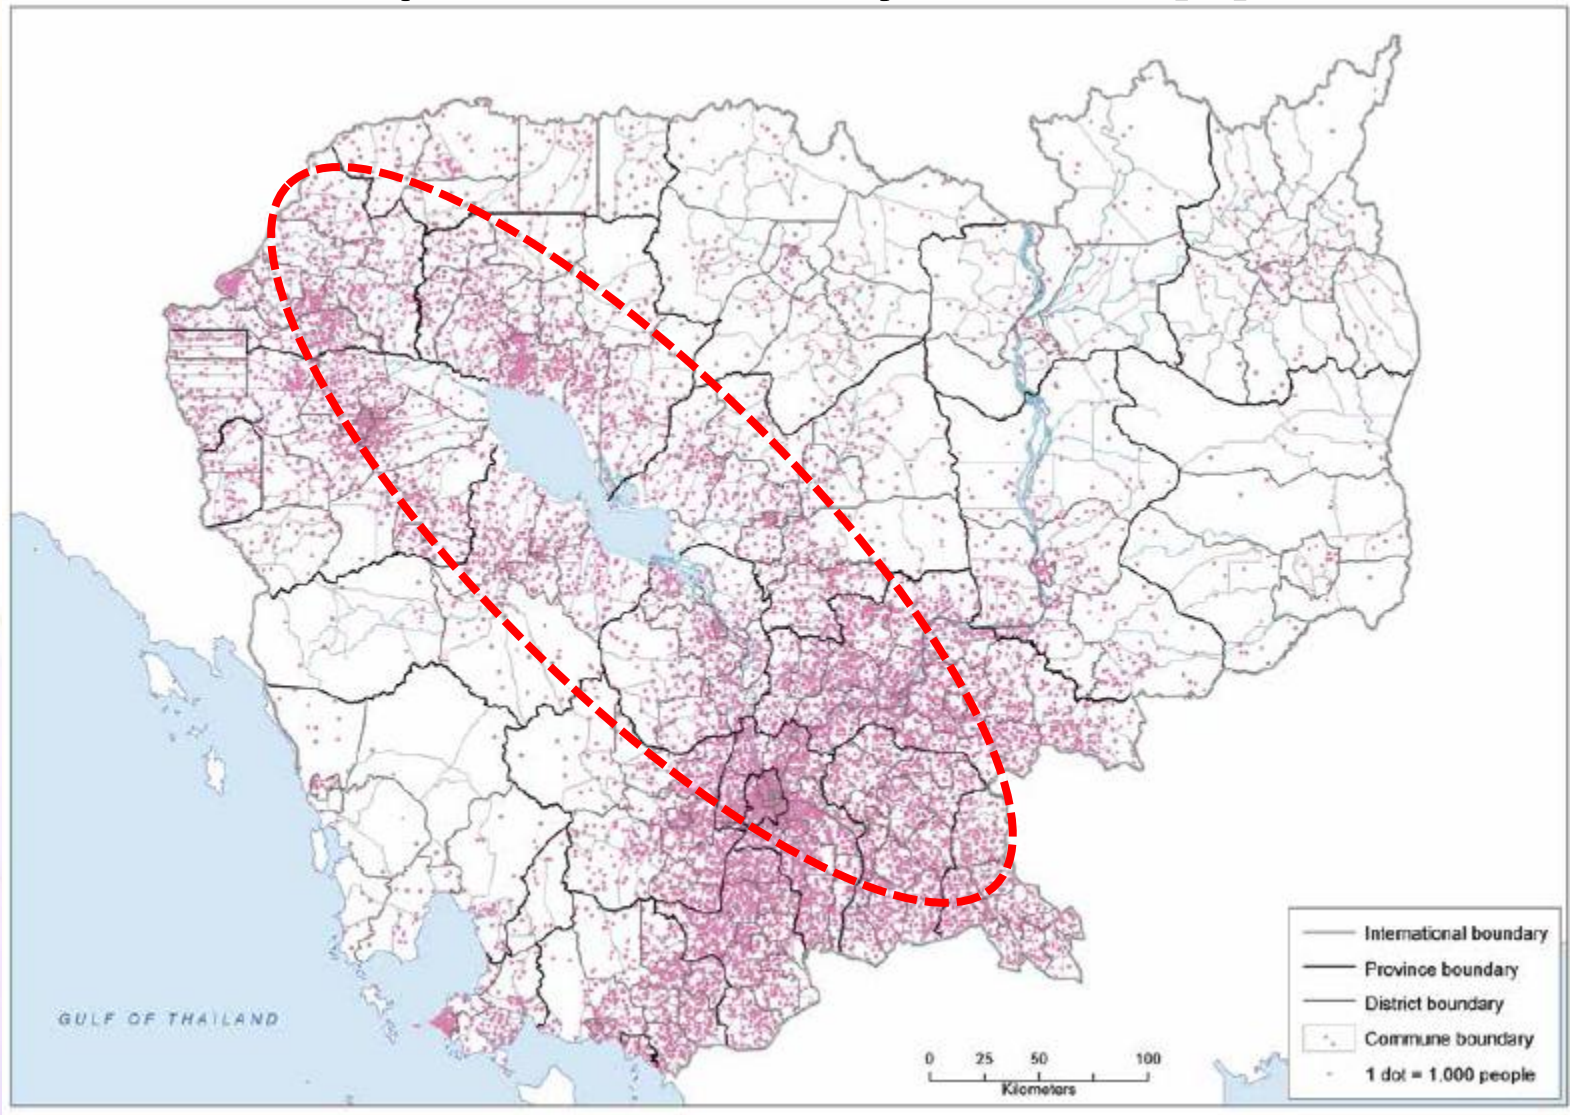 GULF OF THAILAND
0 25 50 100
Kilometers
International boundary
Province boundary
District boundary
Commune boundary
1 dot = 1,000 people